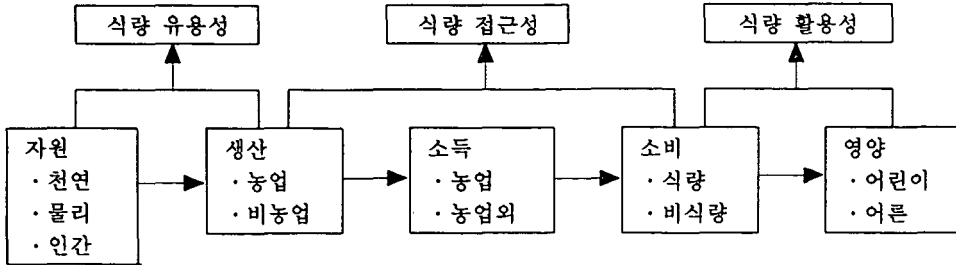 식량 유용성
식량 접근성
식량 활용성
자원
· 천연
· 물리
· 인간
생산
· 농업
· 비농업
소득
· 농업
· 농업외
소비
· 식량
· 비식량
영양
· 어린이
· 어른